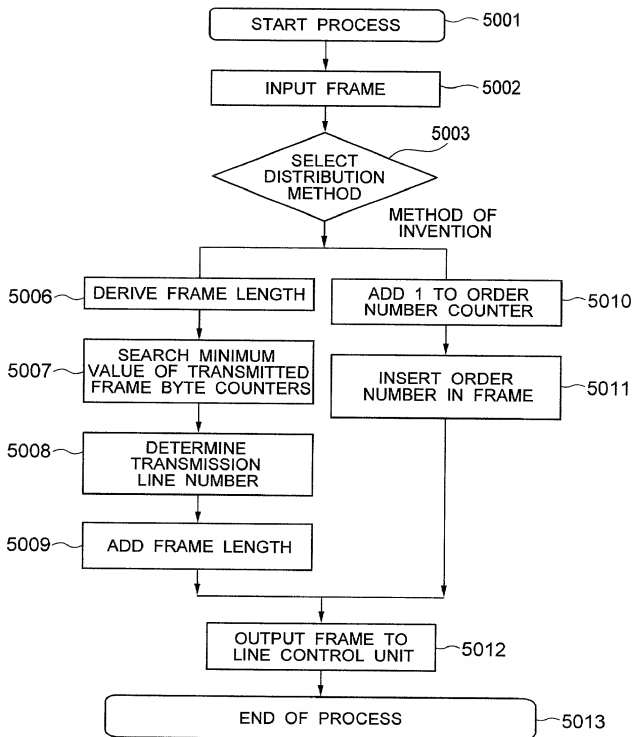 START PROCESS
5001
INPUT FRAME
5002
5003
SELECT
DISTRIBUTION
METHOD
METHOD OF
INVENTION
5006
DERIVE FRAME LENGTH
ADD 1 TO ORDER
NUMBER COUNTER
5010
5007
SEARCH MINIMUM
VALUE OF TRANSMITTED
FRAME BYTE COUNTERS
INSERT ORDER
NUMBER IN FRAME
5011
5008
DETERMINE
TRANSMISSION
LINE NUMBER
5009
ADD FRAME LENGTH
OUTPUT FRAME TO
LINE CONTROL UNIT
5012
END OF PROCESS
5013